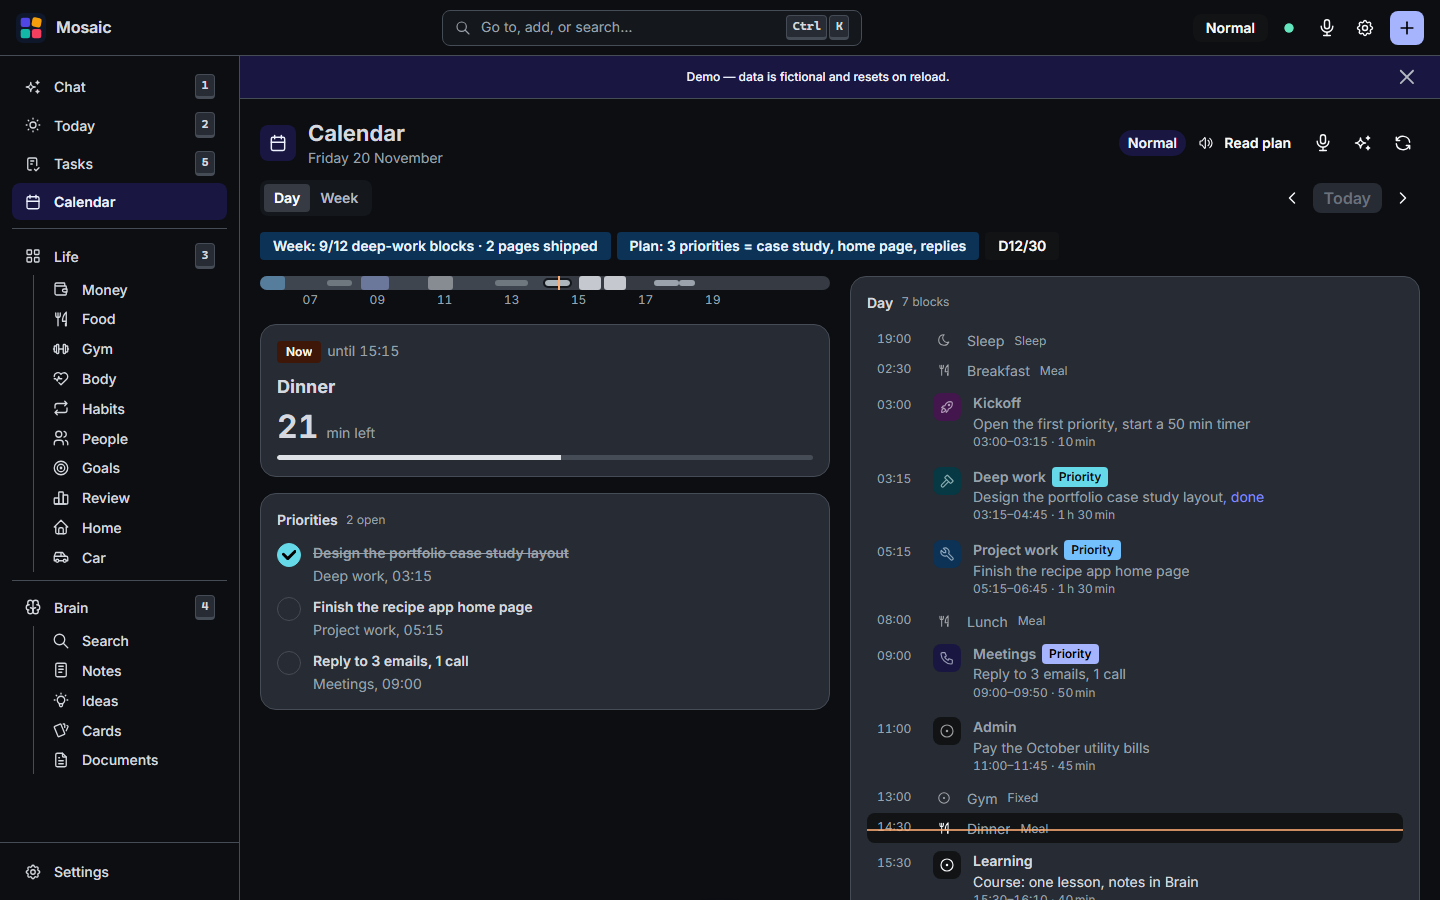 Mosaic
Go to, add, or search...
Ctrl K
Normal
Chat 1
Today 2
Tasks 5
Calendar
Life 3
Money
Food
Gym
Body
Habits
People
Goals
Review
Home
Car
Brain 4
Search
Notes
Ideas
Cards
Documents
Settings
Demo — data is fictional and resets on reload.
Calendar
Friday 20 November
Normal
Read plan
Day Week
Today
Week: 9/12 deep-work blocks · 2 pages shipped
Plan: 3 priorities = case study, home page, replies
D12/30
07 09 11 13 15 17 19
Now until 15:15
Dinner
21 min left
Priorities 2 open
Design the portfolio case study layout
Deep work, 03:15
Finish the recipe app home page
Project work, 05:15
Reply to 3 emails, 1 call
Meetings, 09:00
Day 7 blocks
19:00 Sleep Sleep
02:30 Breakfast Meal
03:00 Kickoff
Open the first priority, start a 50 min timer
03:00–03:15 · 10 min
03:15 Deep work Priority
Design the portfolio case study layout, done
03:15–04:45 · 1 h 30 min
05:15 Project work Priority
Finish the recipe app home page
05:15–06:45 · 1 h 30 min
08:00 Lunch Meal
09:00 Meetings Priority
Reply to 3 emails, 1 call
09:00–09:50 · 50 min
11:00 Admin
Pay the October utility bills
11:00–11:45 · 45 min
13:00 Gym Fixed
14:30 Dinner Meal
15:30 Learning
Course: one lesson, notes in Brain
15:30–16:10 · 40 min